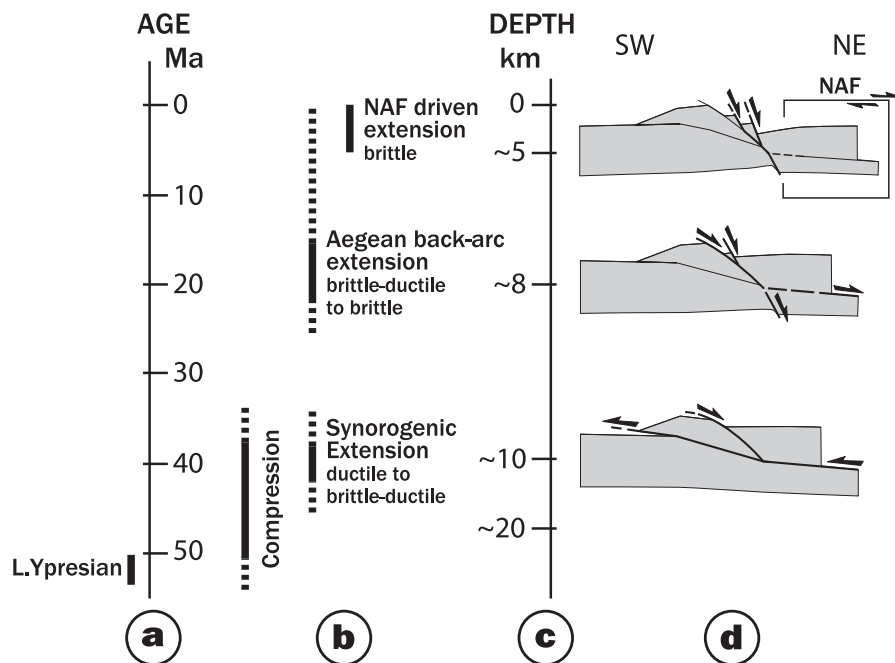 AGE
Ma
DEPTH
km
SW
NE
0
10
20
30
40
50
L.Ypresian
Compression
NAF driven
extension
brittle
Aegean back-arc
extension
brittle-ductile
to brittle
Synorogenic
Extension
ductile to
brittle-ductile
0
~5
~8
~10
~20
NAF
a
b
c
d